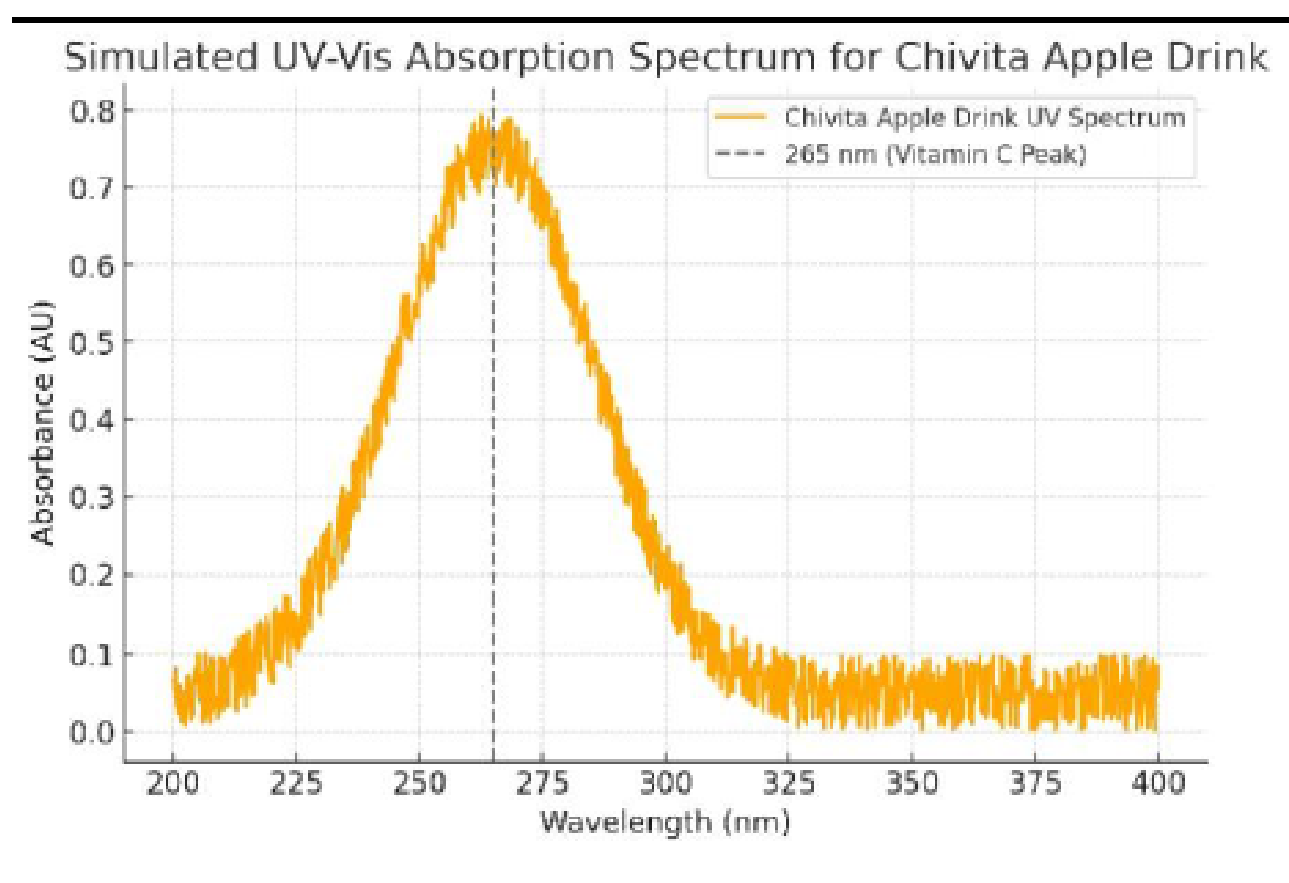 Simulated UV-Vis Absorption Spectrum for Chivita Apple Drink
Chivita Apple Drink UV Spectrum
265 nm (Vitamin C Peak)
Absorbance (AU)
0.8
0.7
0.6
0.5
0.4
0.3
0.2
0.1
0.0
200 225 250 275 300 325 350 375 400
Wavelength (nm)